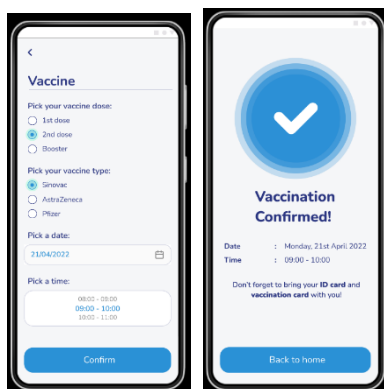 Vaccine
Pick your vaccine dose:
1st dose
2nd dose
Booster
Pick your vaccine type:
Sinovac
AstraZeneca
Pfizer
Pick a date:
21/04/2022
Pick a time:
08:00 - 09:00
09:00 - 10:00
10:00 - 11:00
Confirm
Vaccination
Confirmed!
Date : Monday, 21st April 2022
Time : 09:00 - 10:00
Don't forget to bring your ID card and
vaccination card with you!
Back to home